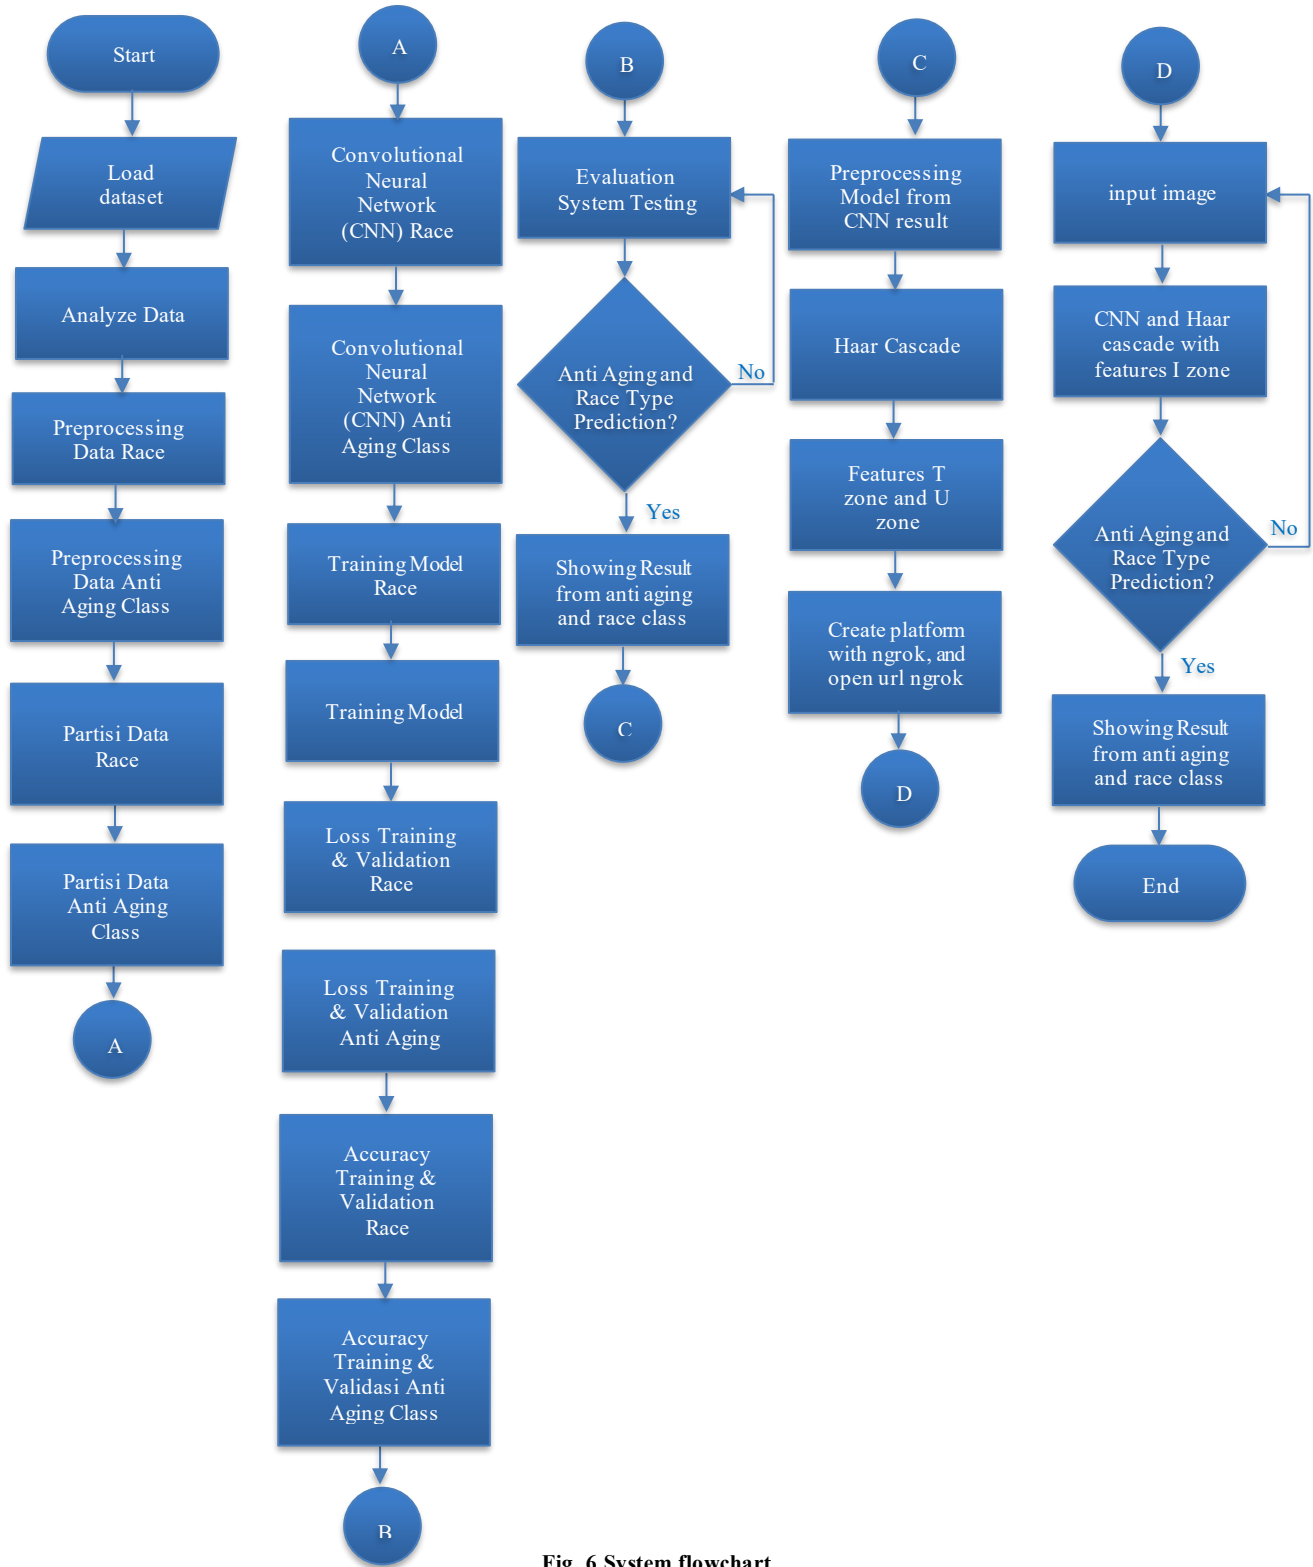 Start
Load
dataset
Analyze Data
Preprocessing
Data Race
Preprocessing
Data Anti
Aging Class
Partisi Data
Race
Partisi Data
Anti Aging
Class
A
A
Convolutional
Neural
Network
(CNN) Race
Convolutional
Neural
Network
(CNN) Anti
Aging Class
Training Model
Race
Training Model
Loss Training
& Validation
Race
Loss Training
& Validation
Anti Aging
Accuracy
Training &
Validation
Race
Accuracy
Training &
Validasi Anti
Aging Class
B
B
Evaluation
System Testing
Anti Aging and
Race Type
Prediction?
No
Yes
Showing Result
from anti aging
and race class
C
C
Preprocessing
Model from
CNN result
Haar Cascade
Features T
zone and U
zone
Create platform
with ngrok, and
open url ngrok
D
D
input image
CNN and Haar
cascade with
features I zone
Anti Aging and
Race Type
Prediction?
No
Yes
Showing Result
from anti aging
and race class
End
Fig. 6 System flowchart